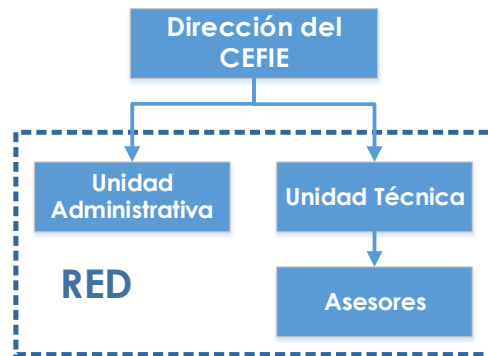 Dirección del
CEFIE
Unidad
Administrativa
Unidad Técnica
RED
Asesores